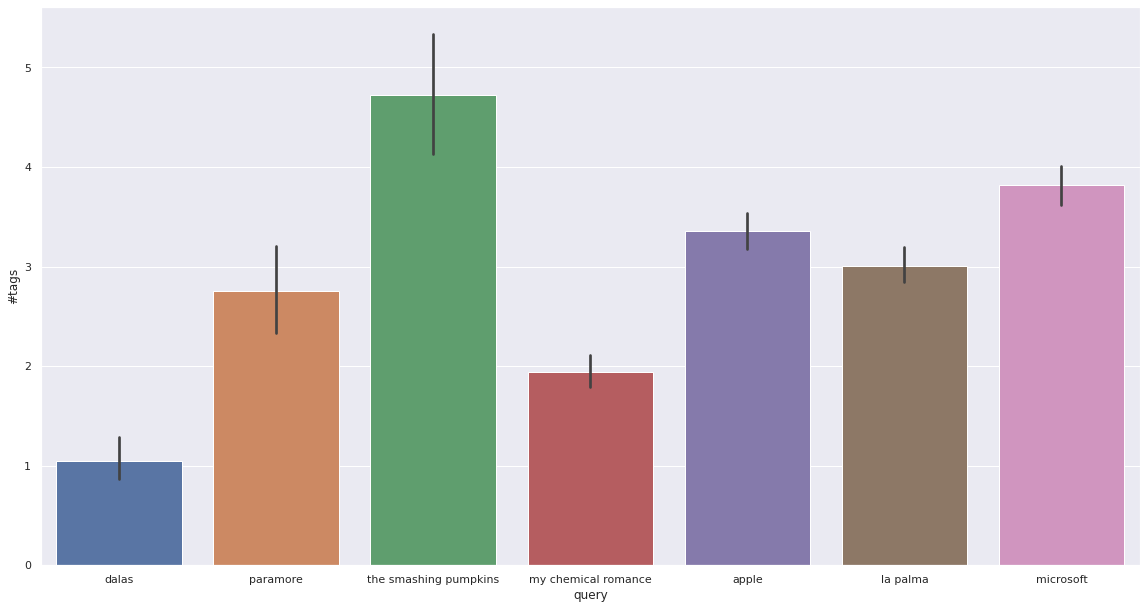 #tags
5
4
3
2
1
0
dalas paramore the smashing pumpkins my chemical romance apple la palma microsoft
query